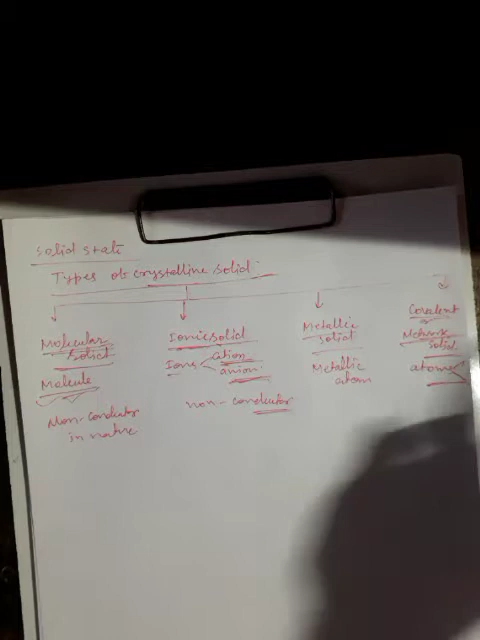 Solid state
Types of crystalline solid:
Molecular
Solid
Molecule
Non-conductor
in nature
Ionic solid
Ions
cation
anion
non-conductor
Metallic
solid
Metallic
atom
Covalent
or
Network
solid
atoms